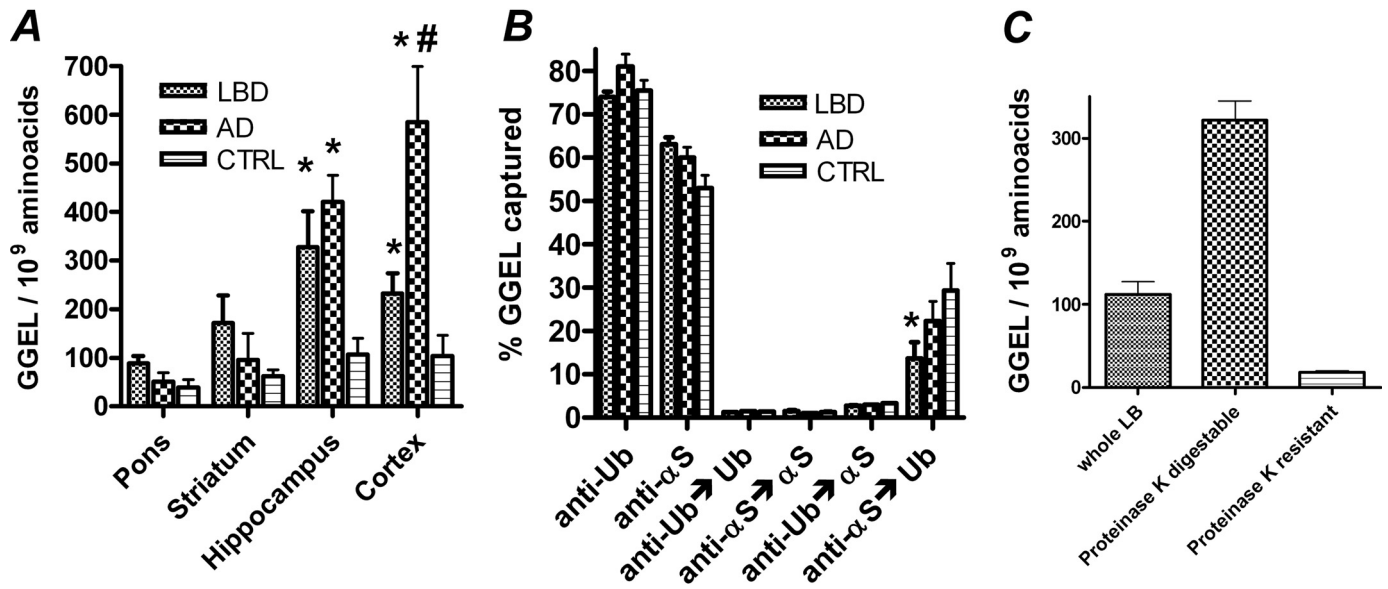 A
GGEL / 10⁹ aminoacids
700
600
500
400
300
200
100
0
LBD
AD
CTRL
*
*
*
* #
Pons
Striatum
Hippocampus
Cortex
B
% GGEL captured
80
70
60
50
40
30
20
10
0
LBD
AD
CTRL
*
anti-Ub
anti-αS
anti-Ub➔Ub
anti-αS➔αS
anti-Ub➔αS
anti-αS➔Ub
C
GGEL / 10⁹ aminoacids
300
200
100
0
whole LB
Proteinase K digestable
Proteinase K resistant